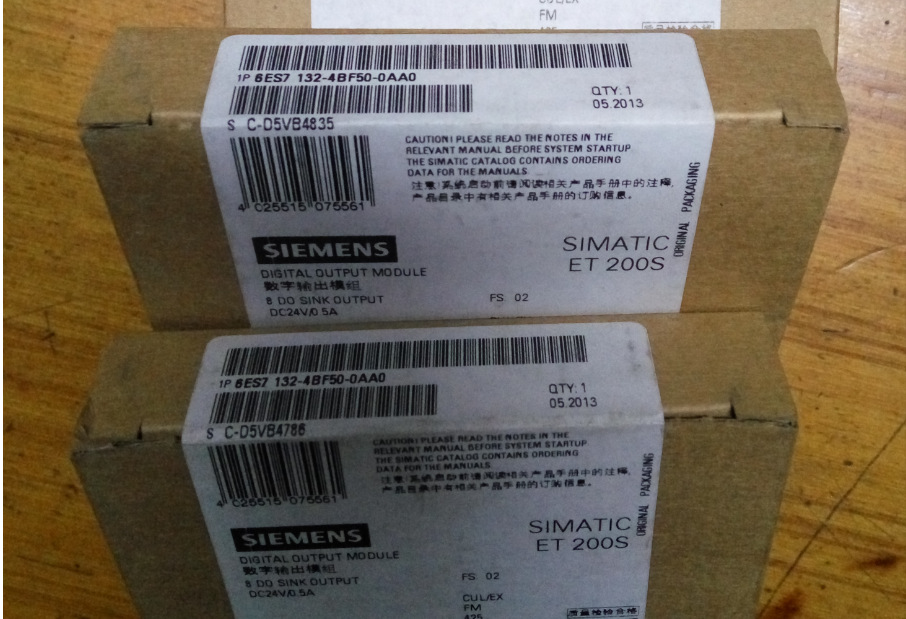 FM
1P 6ES7 132-4BF50-0AA0
QTY: 1
05.2013
S C-D5VB4835
CAUTION! PLEASE READ THE NOTES IN THE
RELEVANT MANUAL BEFORE SYSTEM STARTUP
THE SIMATIC CATALOG CONTAINS ORDERING
DATA FOR THE MANUALS
注意:系统启动前请阅读相关产品手册中的注释,
产品目录中有相关产品手册的订购信息。
4 025515 075561
ORIGINAL PACKAGING
SIEMENS
SIMATIC
ET 200S
DIGITAL OUTPUT MODULE
数字输出模组
8 DO SINK OUTPUT
FS 02
DC24V/0.5A
1P 6ES7 132-4BF50-0AA0
QTY: 1
05.2013
S C-D5VB4786
CAUTION! PLEASE READ THE NOTES IN THE
RELEVANT MANUAL BEFORE SYSTEM STARTUP
THE SIMATIC CATALOG CONTAINS ORDERING
DATA FOR THE MANUALS
注意:系统启动前请阅读相关产品手册中的注释,
产品目录中有相关产品手册的订购信息。
4 025515 075561
ORIGINAL PACKAGING
SIEMENS
SIMATIC
ET 200S
DIGITAL OUTPUT MODULE
数字输出模组
8 DO SINK OUTPUT
FS 02
DC24V/0.5A
CUL/EX
FM
质量检验合格